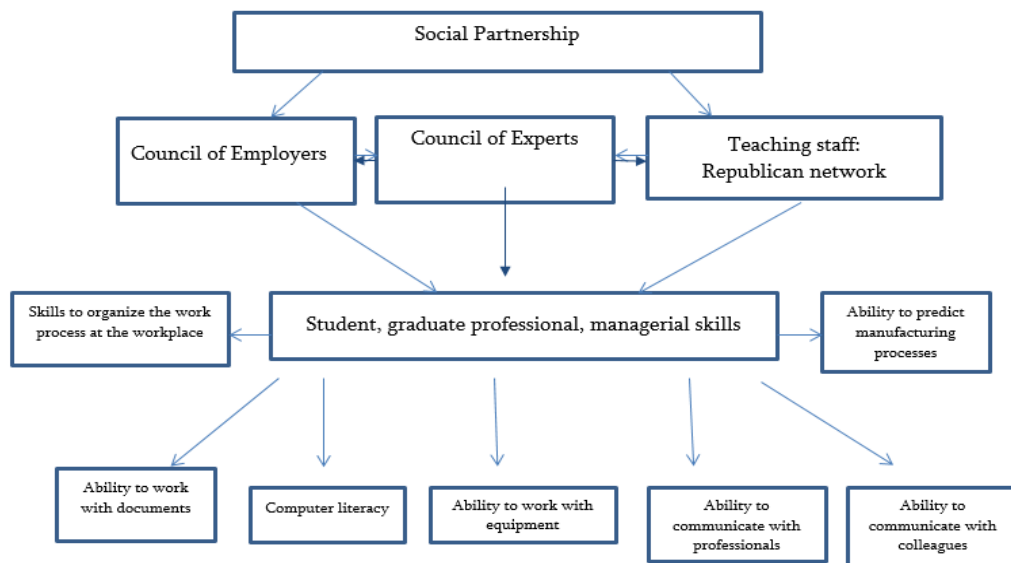 Social Partnership
Council of Employers
Council of Experts
Teaching staff:
Republican network
Skills to organize the work
process at the workplace
Student, graduate professional, managerial skills
Ability to predict
manufacturing
processes
Ability to work
with documents
Computer literacy
Ability to work with
equipment
Ability to
communicate with
professionals
Ability to
communicate with
colleagues